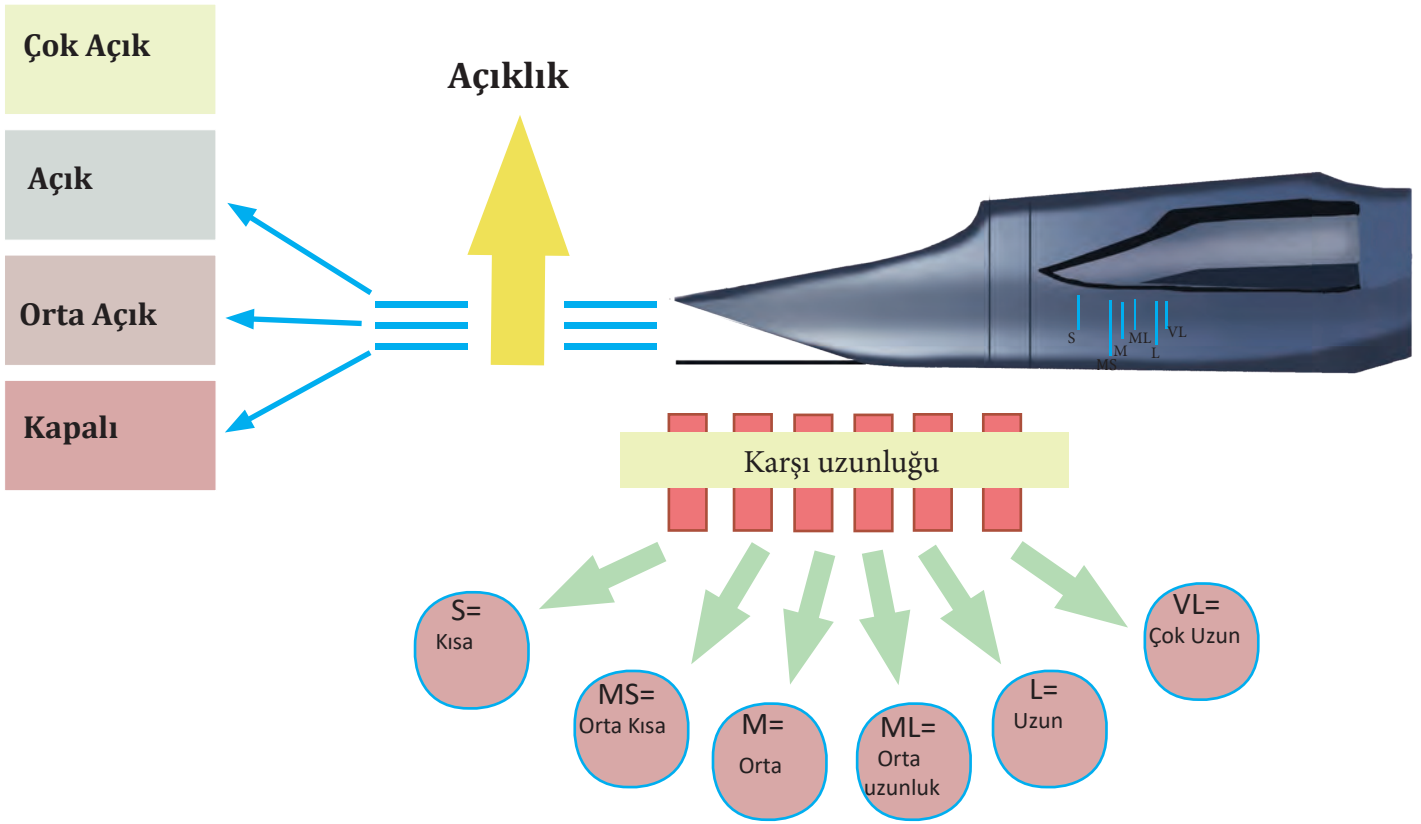 Çok Açık
Açıklık
Açık
Orta Açık
Kapalı
S
MS
M
ML
L
VL
Karşı uzunluğu
S=
Kısa
MS=
Orta Kısa
M=
Orta
ML=
Orta
uzunluk
L=
Uzun
VL=
Çok Uzun